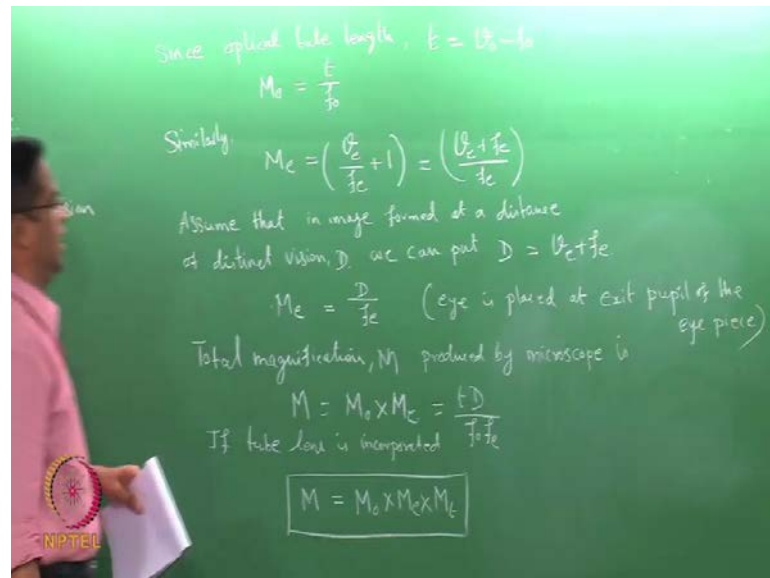 Since optical tube length, t = v₀ - f₀
M₀ = t/f₀
Similarly,
Mₑ = (vₑ/fₑ + 1) = ((vₑ + fₑ)/fₑ)
Assume that in image formed at a distance
of distinct vision, D. we can put D = vₑ + fₑ
Mₑ = D/fₑ (eye is placed at exit pupil of the
eye piece)
Total magnification, M produced by microscope is
M = M₀ × Mₑ = tD/f₀fₑ
If tube lens is incorporated
M = M₀ × Mₑ × Mₜ
NPTEL